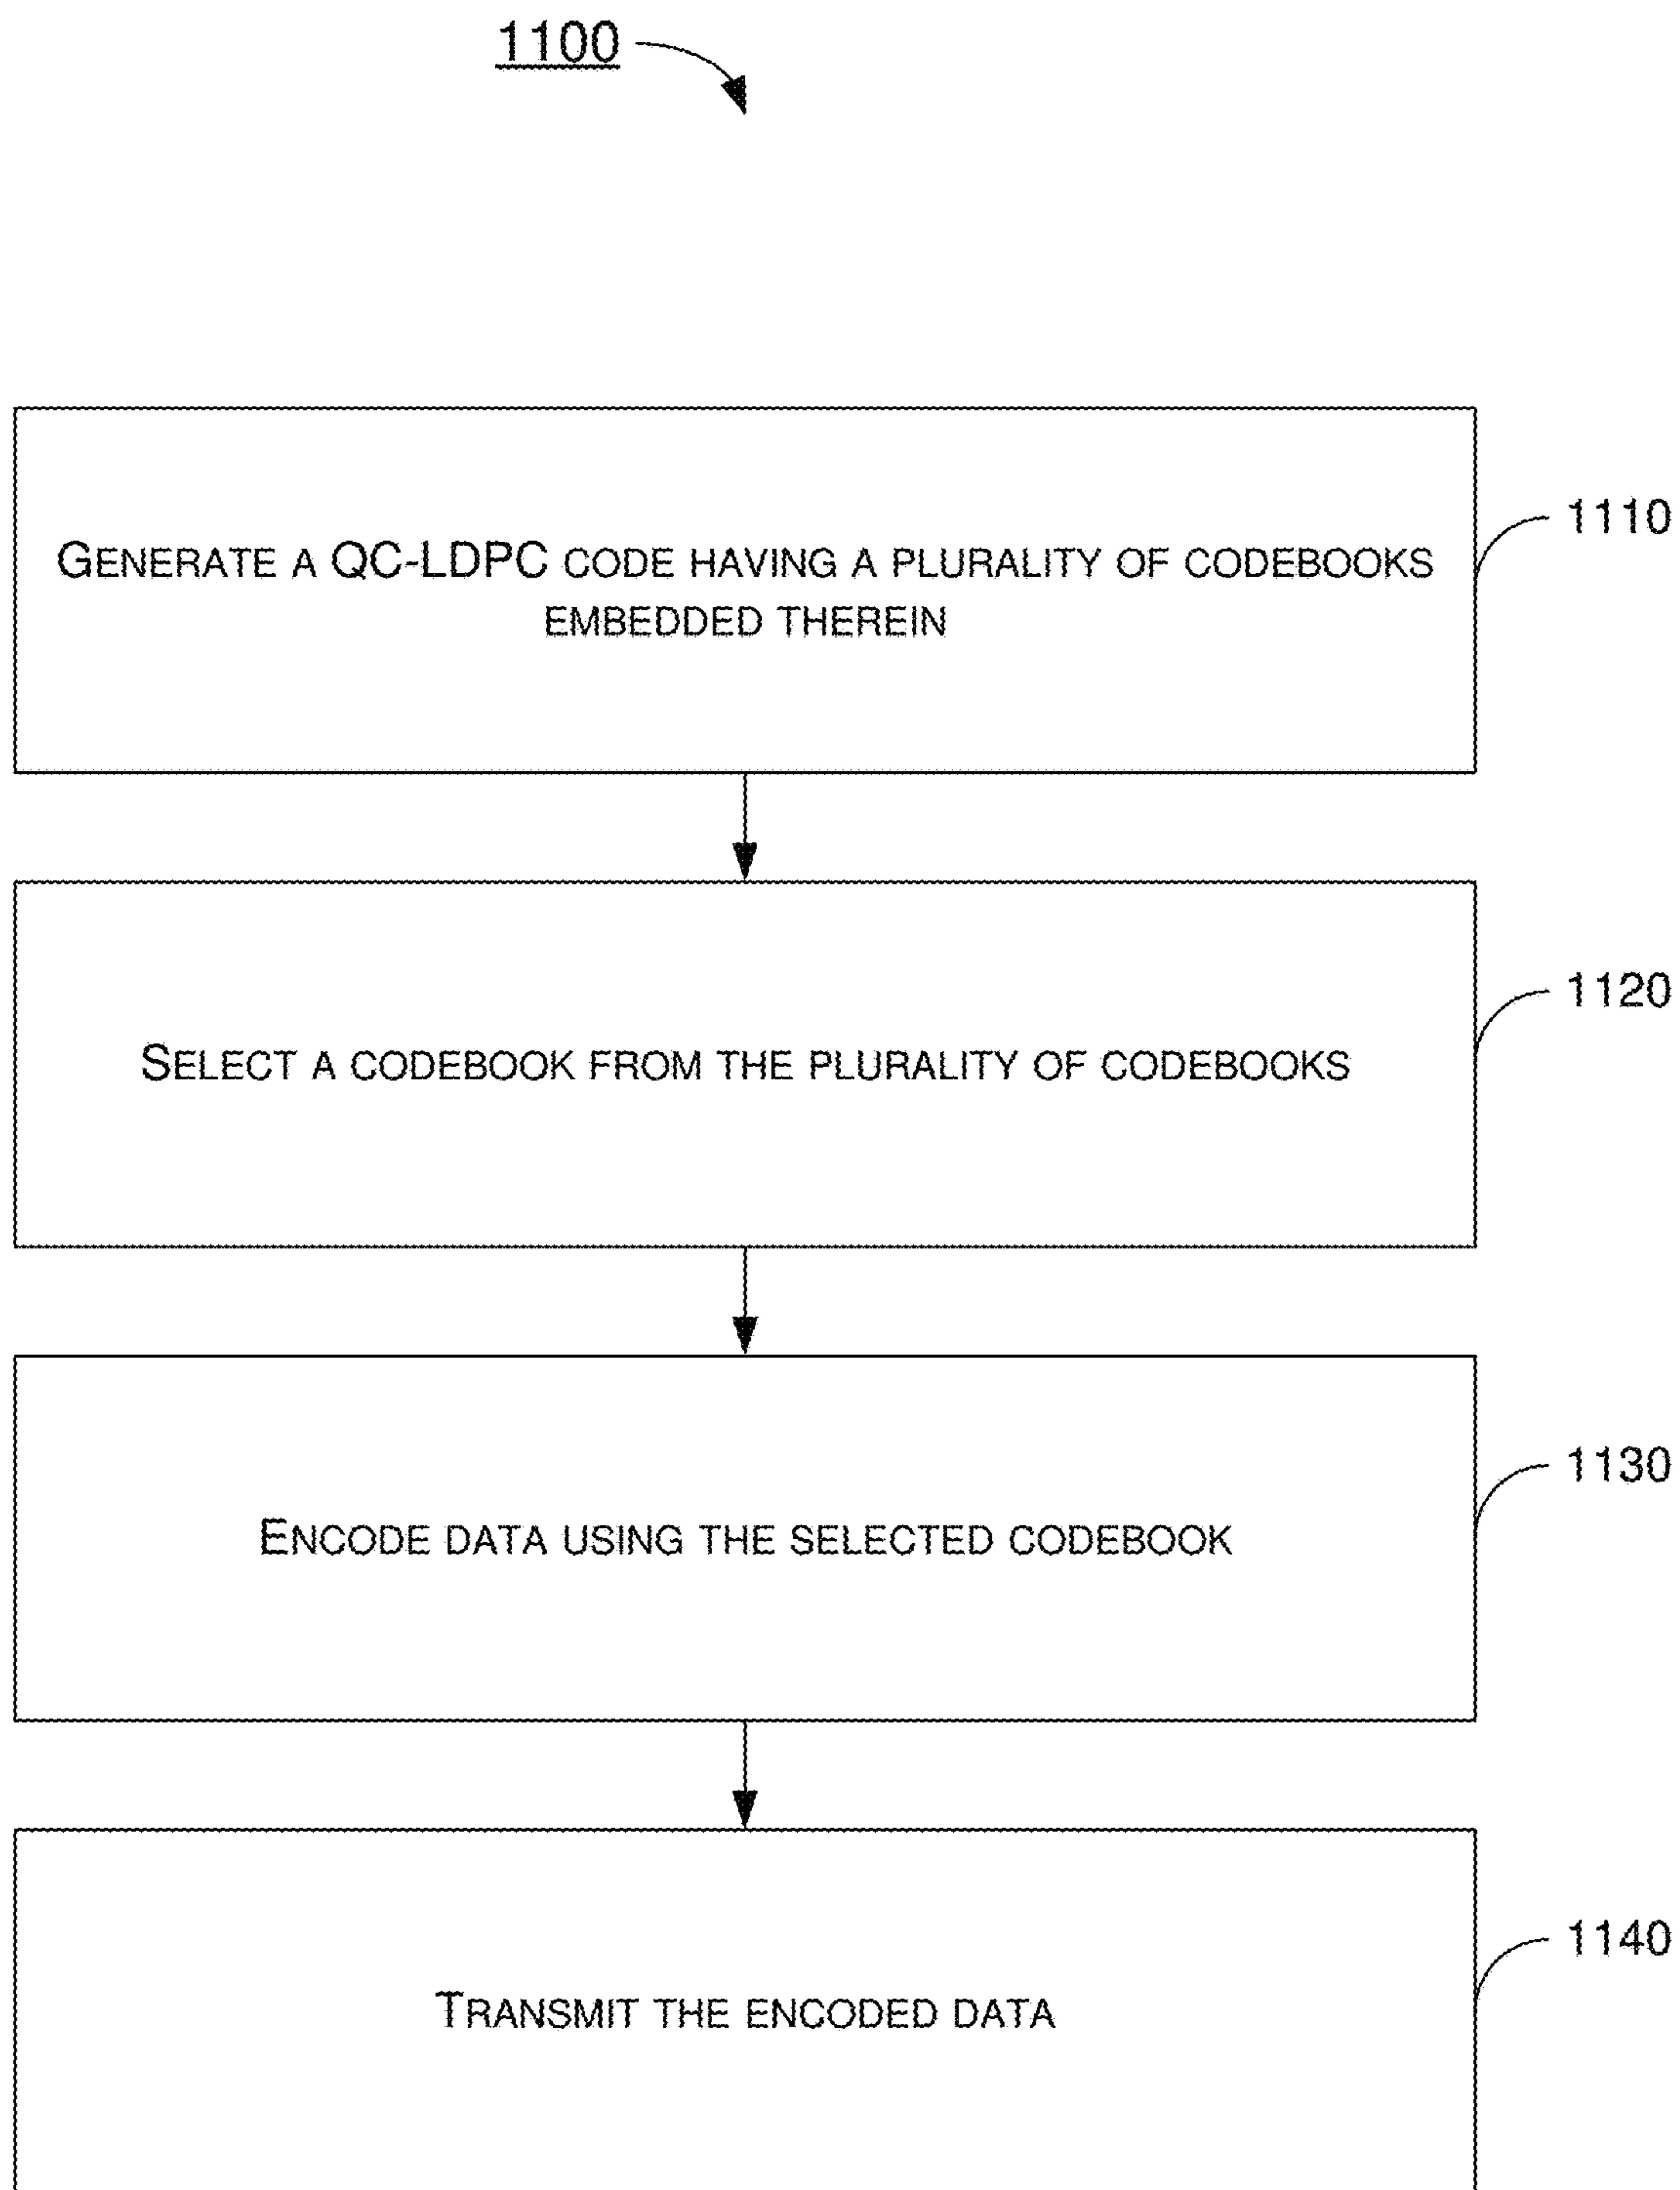 1100
GENERATE A QC-LDPC CODE HAVING A PLURALITY OF CODEBOOKS
EMBEDDED THEREIN
1110
SELECT A CODEBOOK FROM THE PLURALITY OF CODEBOOKS
1120
ENCODE DATA USING THE SELECTED CODEBOOK
1130
TRANSMIT THE ENCODED DATA
1140